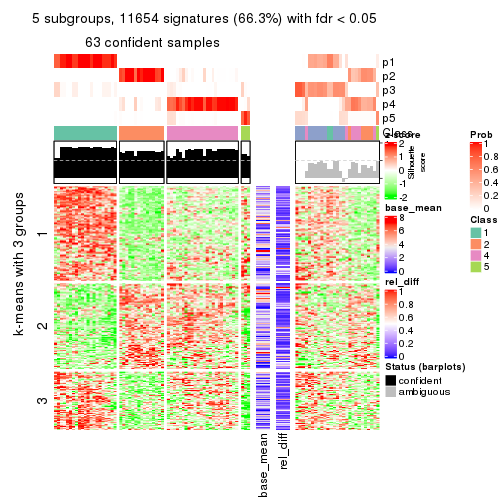 5 subgroups, 11654 signatures (66.3%) with fdr < 0.05
63 confident samples
p1
p2
p3
p4
p5
Class
Silhouette
score
k-means with 3 groups
1
2
3
base_mean
rel_diff
z-score
2
1
0
-1
-2
base_mean
8
6
4
2
0
rel_diff
1
0.8
0.6
0.4
0.2
0
Status (barplots)
confident
ambiguous
Prob
1
0.8
0.6
0.4
0.2
0
Class
1
2
4
5